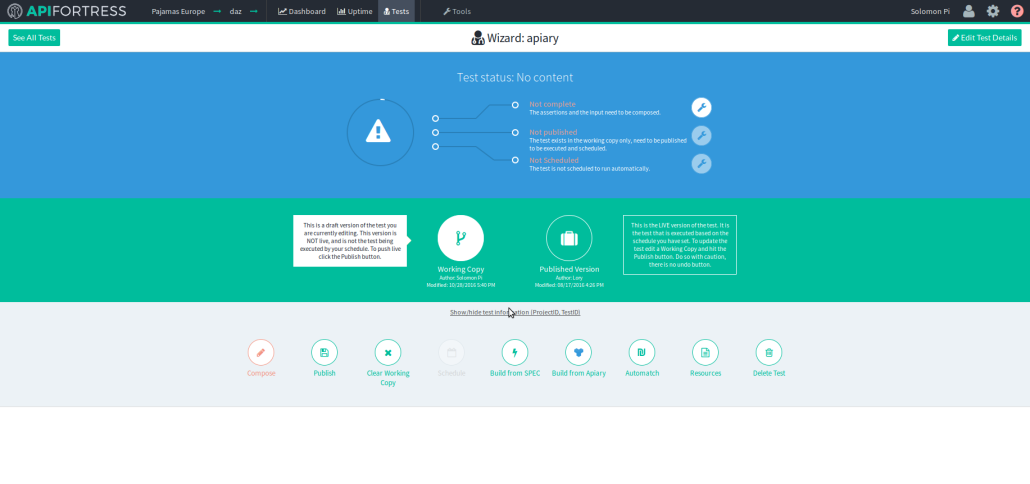 APIFORTRESS Pajamas Europe → daz → Dashboard Uptime Tests Tools Solomon Pi ?
See All Tests Wizard: apiary Edit Test Details
Test status: No content
Not complete
The assertions and the input need to be composed.
Not published
The test exists in the working copy only, need to be published
to be executed and scheduled.
Not Scheduled
The test is not scheduled to run automatically.
This is a draft version of the test you
are currently editing. This version is
NOT live, and is not the test being
executed by your schedule. To push live
click the Publish button.
Working Copy
Author: Solomon Pi
Modified: 10/28/2016 5:40 PM
Published Version
Author: Lory
Modified: 08/17/2016 4:26 PM
This is the LIVE version of the test. It is
the test that is executed based on the
schedule you have set. To update the
test edit a Working Copy and hit the
Publish button. Do so with caution,
there is no undo button.
Show/hide test information (ProjectID, TestID)
Compose
Publish
Clear Working
Copy
Schedule
Build from SPEC
Build from Apiary
Automatch
Resources
Delete Test